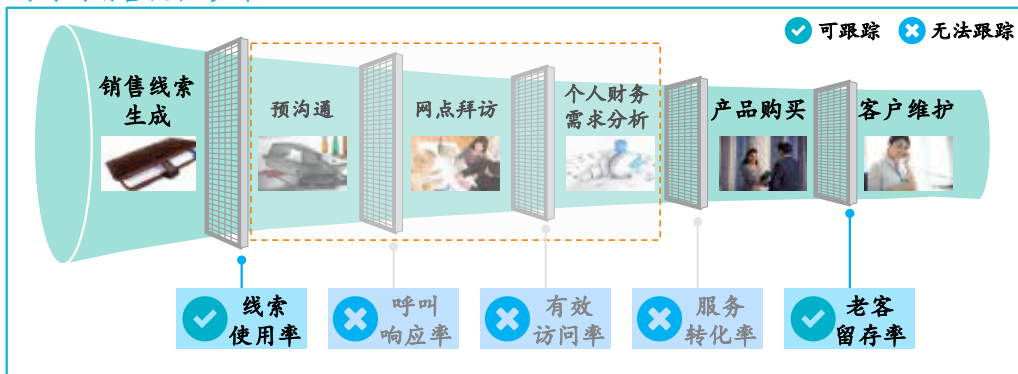 可跟踪 无法跟踪
销售线索
生成
预沟通
网点拜访
个人财务
需求分析
产品购买
客户维护
线索
使用率
呼叫
响应率
有效
访问率
服务
转化率
老客
留存率